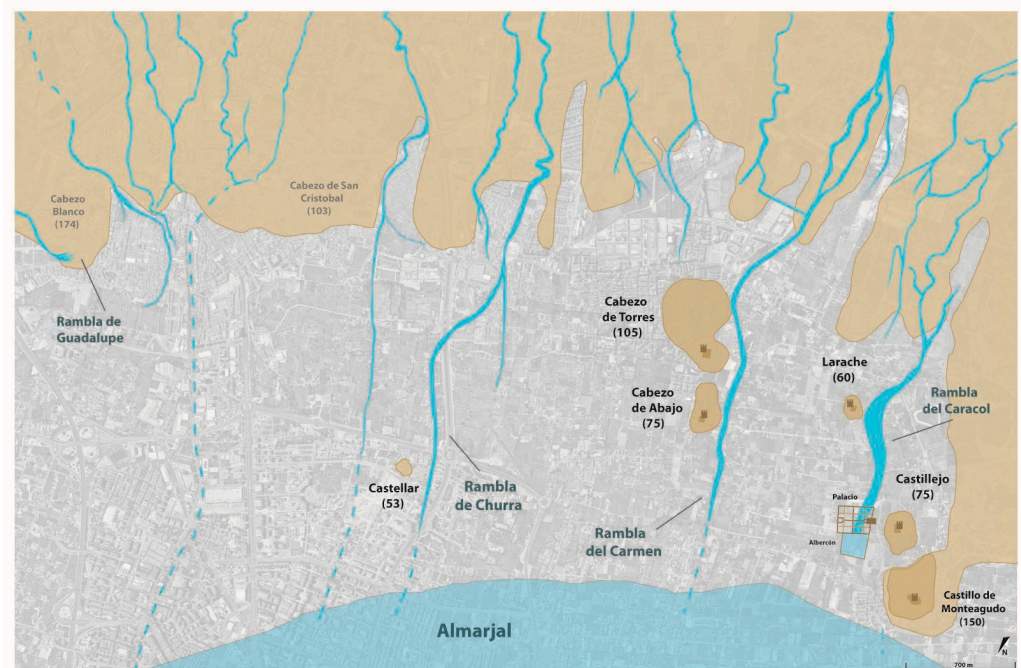 Cabezo
Blanco
(174)
Cabezo de San
Cristobal
(103)
Rambla de
Guadalupe
Cabezo
de Torres
(105)
Larache
(60)
Cabezo
de Abajo
(75)
Rambla
del Caracol
Castellar
(53)
Rambla
de Churra
Castillejo
(75)
Palacio
Albercón
Rambla
del Carmen
Castillo de
Monteagudo
(150)
Almarjal
N
700 m